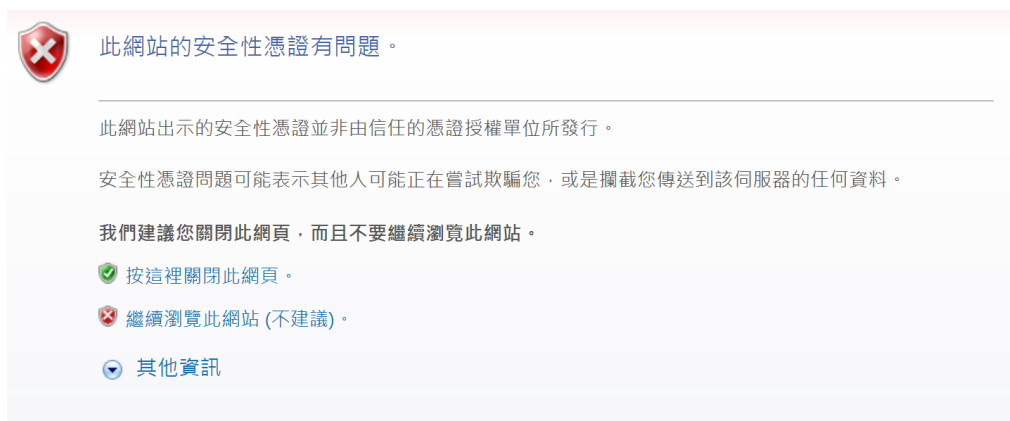 此網站的安全性憑證有問題。
此網站出示的安全性憑證並非由信任的憑證授權單位所發行。
安全性憑證問題可能表示其他人可能正在嘗試欺騙您，或是攔截您傳送到該伺服器的任何資料。
我們建議您關閉此網頁，而且不要繼續瀏覽此網站。
按這裡關閉此網頁。
繼續瀏覽此網站 (不建議)。
其他資訊